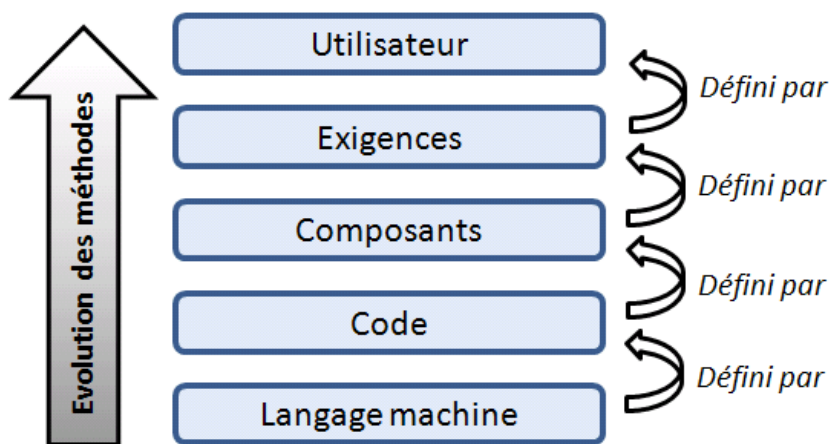 Evolution des méthodes
Utilisateur
Défini par
Exigences
Défini par
Composants
Défini par
Code
Défini par
Langage machine